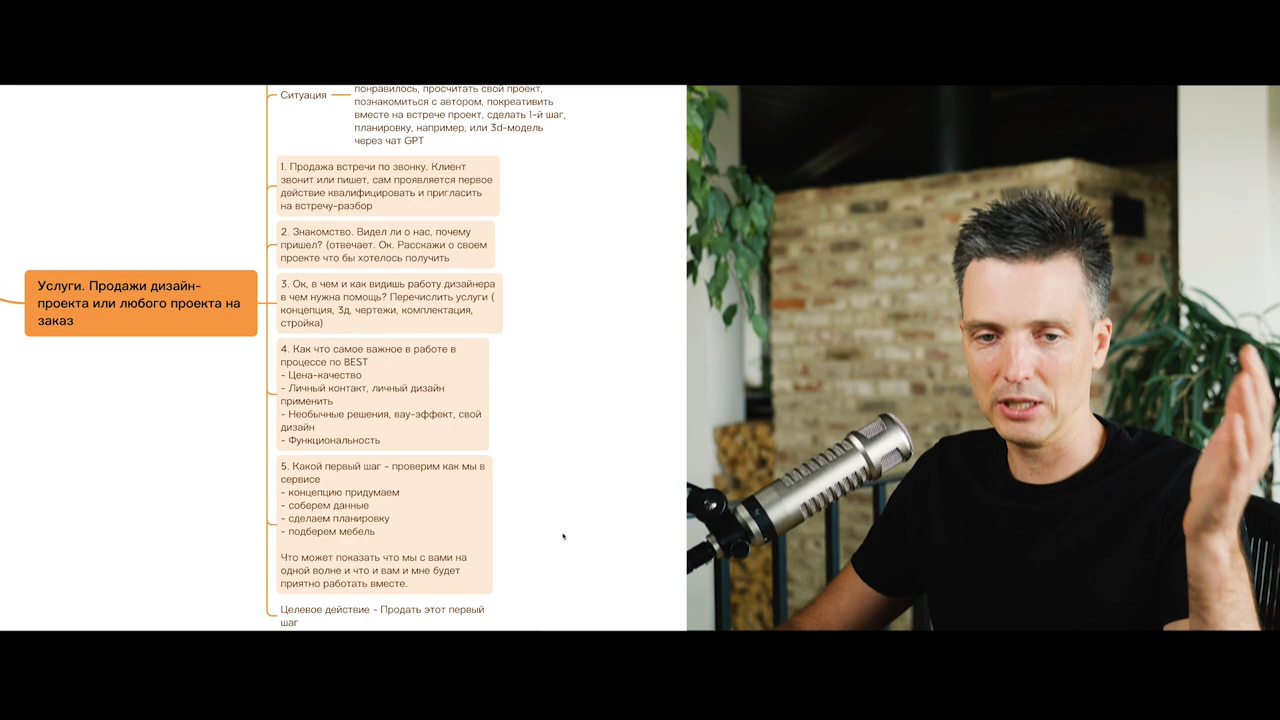 Ситуация
понравилось, просчитать свой проект,
познакомиться с автором, покреативить
вместе на встрече проект, сделать 1-й шаг,
планировку, например, или 3d-модель
через чат GPT
1. Продажа встречи по звонку. Клиент
звонит или пишет, сам проявляется первое
действие квалифицировать и пригласить
на встречу-разбор
2. Знакомство. Видел ли о нас, почему
пришел? (отвечает. Ок. Расскажи о своем
проекте что бы хотелось получить
Услуги. Продажи дизайн-
проекта или любого проекта на
заказ
3. Ок, в чем и как видишь работу дизайнера
в чем нужна помощь? Перечислить услуги (
концепция, 3д, чертежи, комплектация,
стройка)
4. Как что самое важное в работе в
процессе по BEST
- Цена-качество
- Личный контакт, личный дизайн
применить
- Необычные решения, вау-эффект, свой
дизайн
- Функциональность
5. Какой первый шаг - проверим как мы в
сервисе
- концепцию придумаем
- соберем данные
- сделаем планировку
- подберем мебель
Что может показать что мы с вами на
одной волне и что и вам и мне будет
приятно работать вместе.
Целевое действие - Продать этот первый
шаг